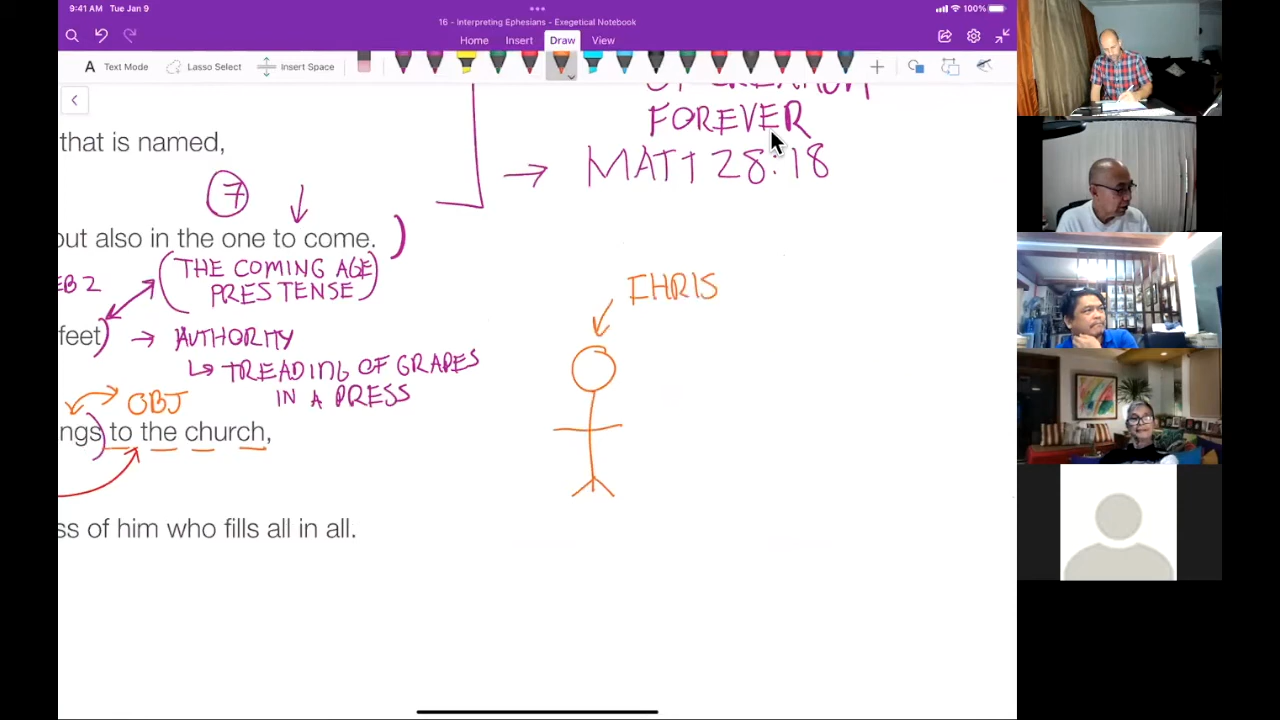 9:41 AM Tue Jan 9
100%
16 - Interpreting Ephesians - Exegetical Notebook
Home Insert Draw View
A Text Mode Lasso Select Insert Space
FOREVER
that is named,
→ MATT 28:18
7
but also in the one to come. )
(THE COMING AGE
PRES TENSE)
EB 2
CHRIS
feet) → AUTHORITY
↳ TREADING OF GRAPES
IN A PRESS
OBJ
ngs) to the church,
ss of him who fills all in all.